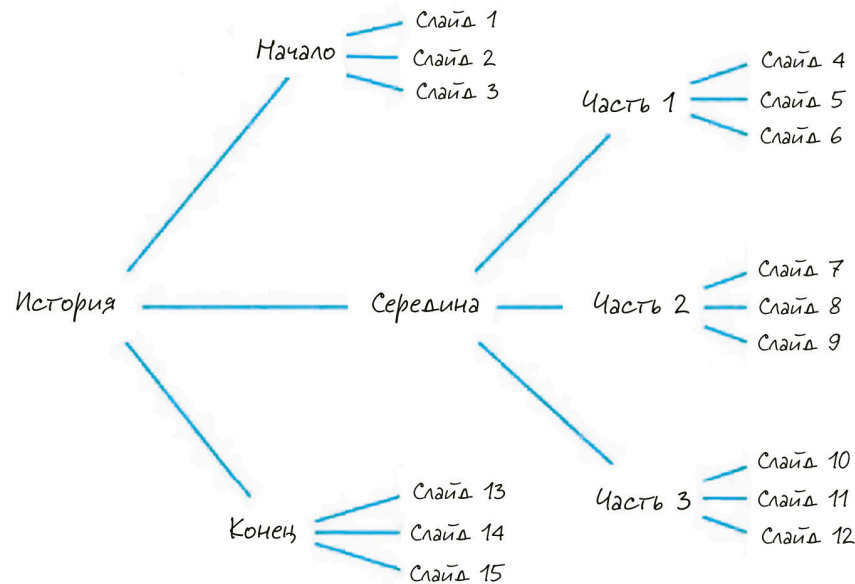 История
Начало
Слайд 1
Слайд 2
Слайд 3
Середина
Часть 1
Слайд 4
Слайд 5
Слайд 6
Часть 2
Слайд 7
Слайд 8
Слайд 9
Часть 3
Слайд 10
Слайд 11
Слайд 12
Конец
Слайд 13
Слайд 14
Слайд 15